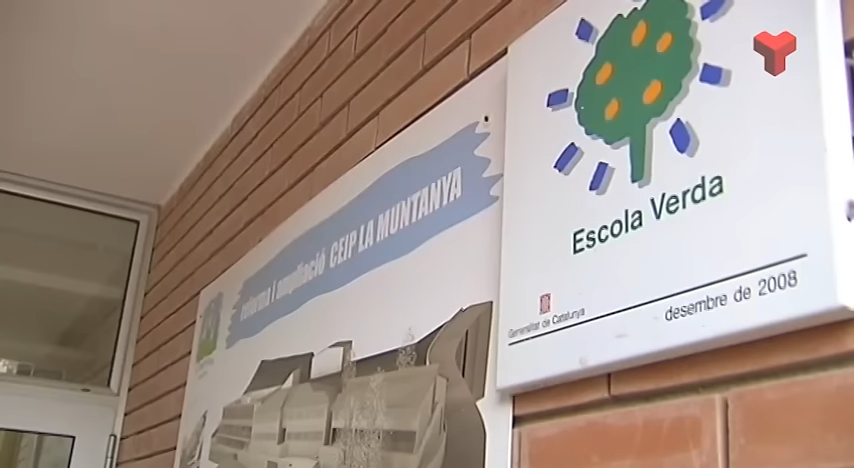 reforma i ampliació CEIP LA MUNTANYA
Escola Verda
Generalitat de Catalunya
desembre de 2008